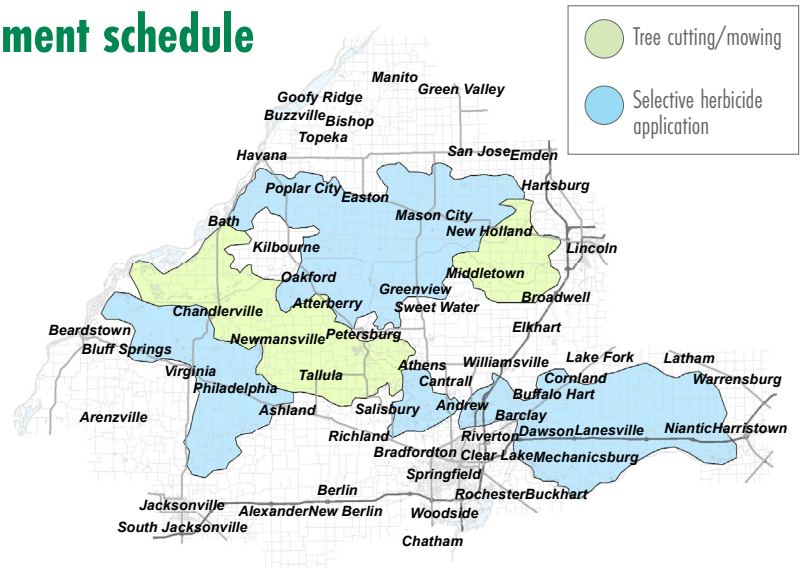 ment schedule
Tree cutting/mowing
Selective herbicide
application
Manito
Green Valley
Goofy Ridge
Buzzville
Bishop
Topeka
Havana
San Jose
Emden
Hartsburg
Poplar City
Easton
Mason City
Bath
New Holland
Kilbourne
Lincoln
Oakford
Middletown
Greenview
Atterberry
Sweet Water
Broadwell
Chandlerville
Elkhart
Beardstown
Newmansville
Petersburg
Bluff Springs
Virginia
Athens
Williamsville
Lake Fork
Latham
Tallula
Cantrall
Cornland
Warrensburg
Philadelphia
Buffalo Hart
Ashland
Salisbury
Andrew
Arenzville
Barclay
Richland
Riverton
Dawson
Lanesville
Niantic
Harristown
Bradfordton
Clear Lake
Mechanicsburg
Springfield
Berlin
Rochester
Buckhart
Jacksonville
Alexander
New Berlin
Woodside
South Jacksonville
Chatham